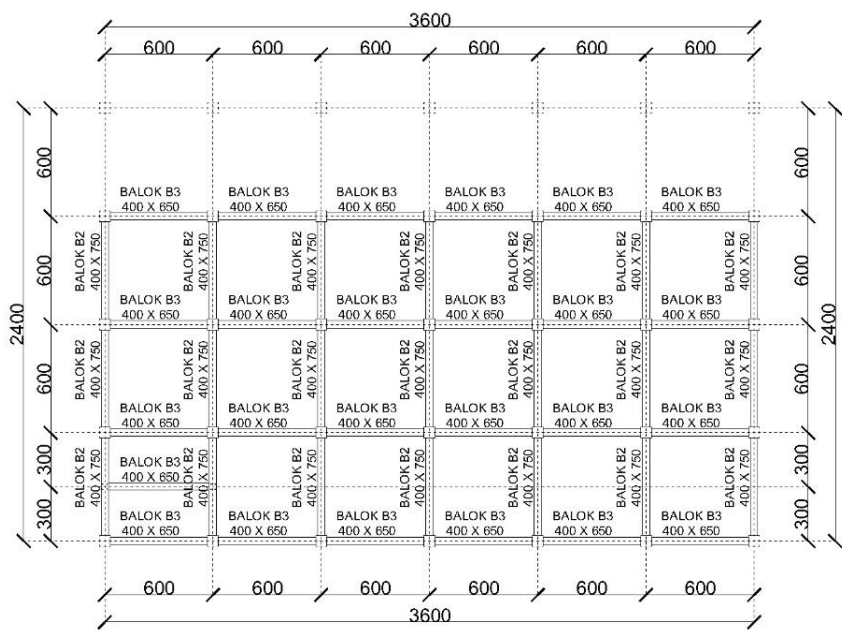 3600
600 600 600 600 600 600
600 600
BALOK B3 BALOK B3 BALOK B3 BALOK B3 BALOK B3 BALOK B3
400 X 650 400 X 650 400 X 650 400 X 650 400 X 650 400 X 650
BALOK B2 BALOK B2 BALOK B2 BALOK B2 BALOK B2 BALOK B2 BALOK B2
400 X 750 400 X 750 400 X 750 400 X 750 400 X 750 400 X 750 400 X 750
600 600
BALOK B3 BALOK B3 BALOK B3 BALOK B3 BALOK B3 BALOK B3
400 X 650 400 X 650 400 X 650 400 X 650 400 X 650 400 X 650
2400 2400
BALOK B2 BALOK B2 BALOK B2 BALOK B2 BALOK B2 BALOK B2 BALOK B2
400 X 750 400 X 750 400 X 750 400 X 750 400 X 750 400 X 750 400 X 750
600 600
BALOK B3 BALOK B3 BALOK B3 BALOK B3 BALOK B3 BALOK B3
400 X 650 400 X 650 400 X 650 400 X 650 400 X 650 400 X 650
300 300
BALOK B2 BALOK B2 BALOK B2 BALOK B2 BALOK B2 BALOK B2 BALOK B2
400 X 750 400 X 750 400 X 750 400 X 750 400 X 750 400 X 750 400 X 750
BALOK B3
400 X 650
300 300
BALOK B3 BALOK B3 BALOK B3 BALOK B3 BALOK B3 BALOK B3
400 X 650 400 X 650 400 X 650 400 X 650 400 X 650 400 X 650
600 600 600 600 600 600
3600